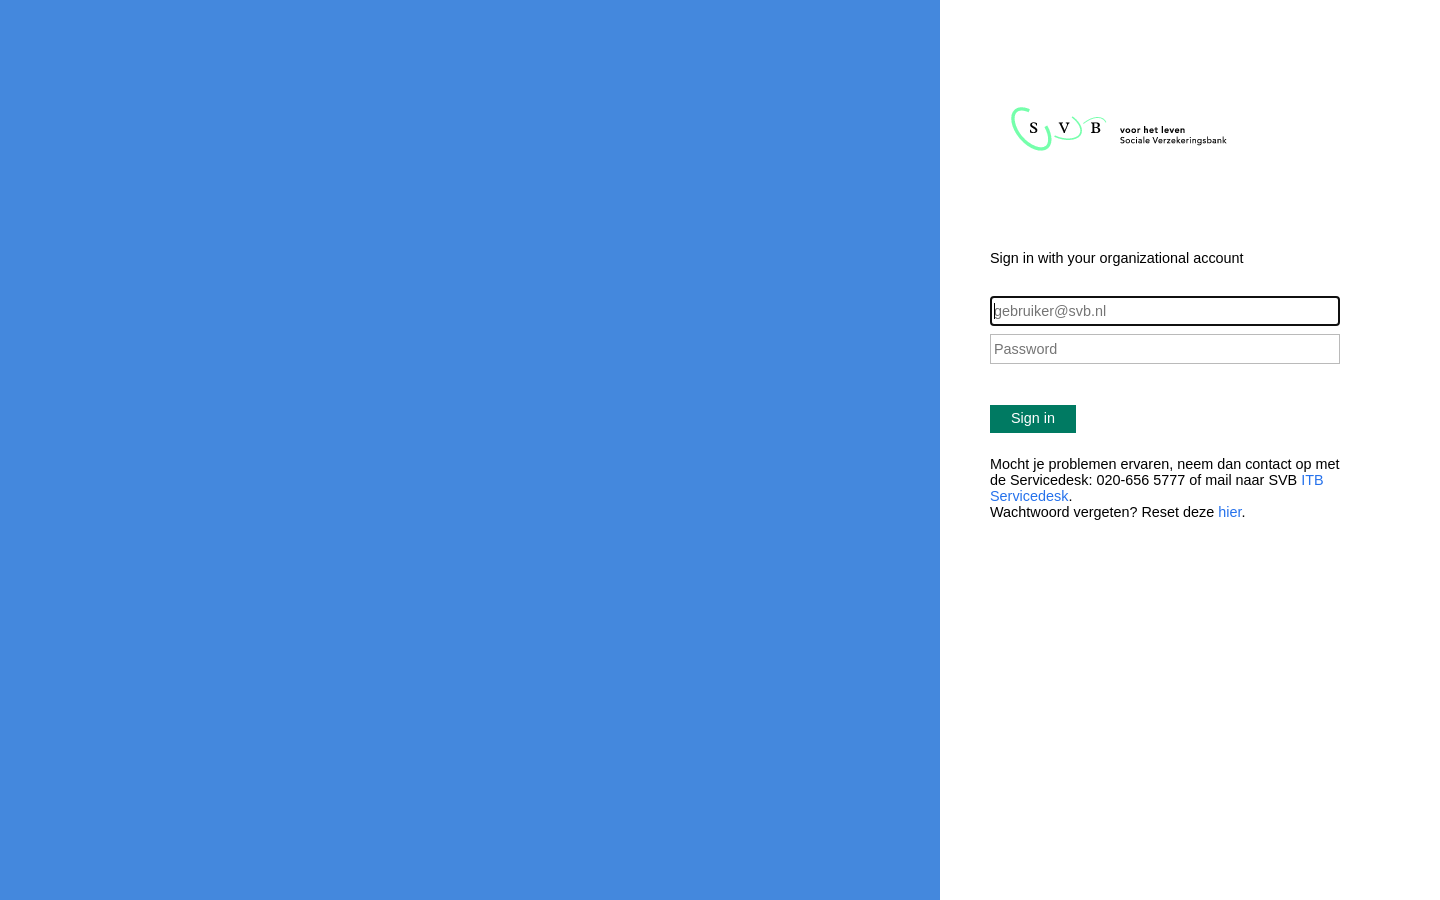 S V B
voor het leven
Sociale Verzekeringsbank
Sign in with your organizational account
gebruiker@svb.nl
Password
Sign in
Mocht je problemen ervaren, neem dan contact op met
de Servicedesk: 020-656 5777 of mail naar SVB ITB
Servicedesk.
Wachtwoord vergeten? Reset deze hier.